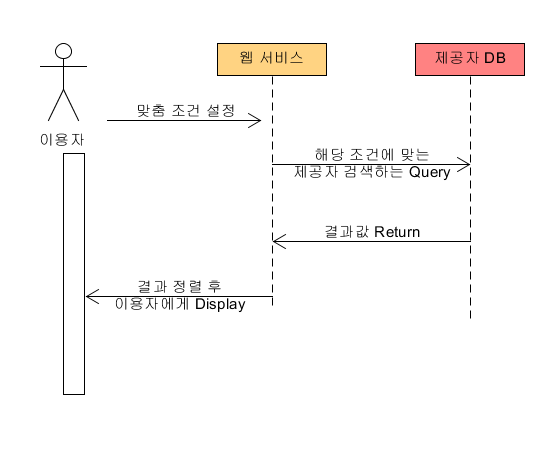 웹 서비스
제공자 DB
맞춤 조건 설정
이용자
해당 조건에 맞는
제공자 검색하는 Query
결과값 Return
결과 정렬 후
이용자에게 Display